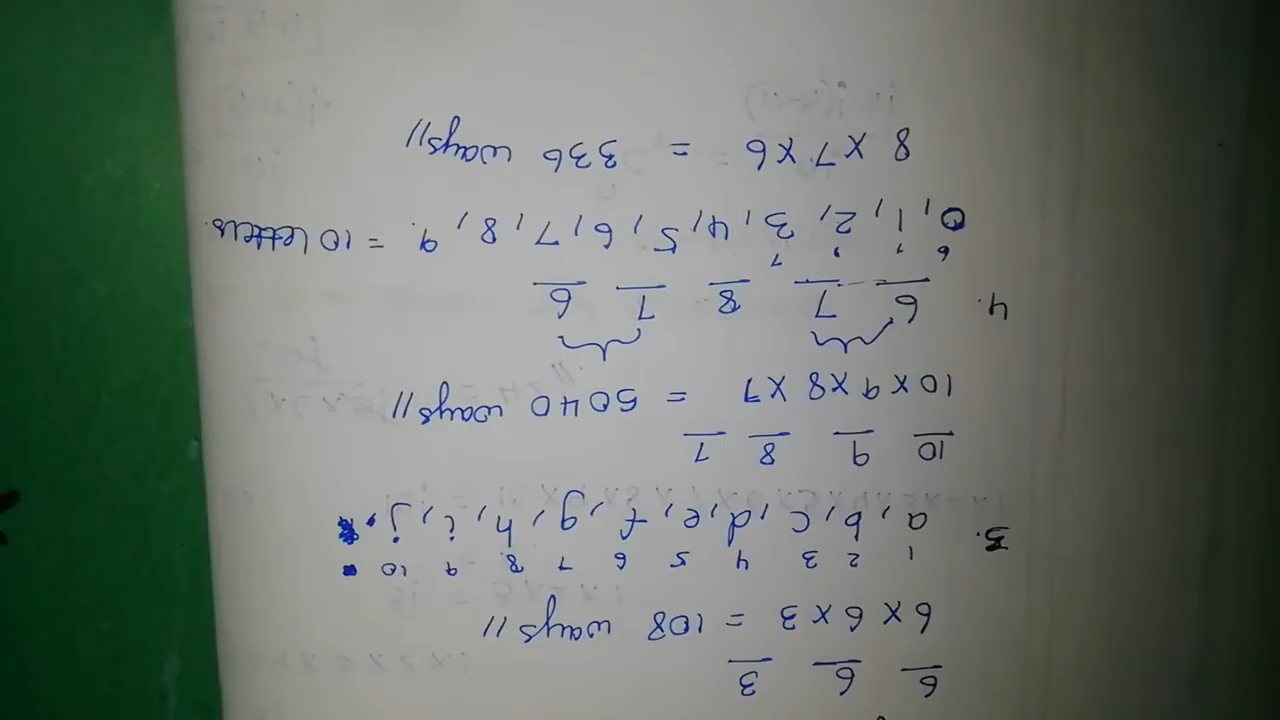 6 6 3
6 x 6 x 3 = 108 ways //
1 2 3 4 5 6 7 8 9 10
3. a, b, c, d, e, f, g, h, i, j,
10 9 8 7
10 x 9 x 8 x 7 = 5040 ways //
4. 6 7 8 7 6
6 7 9 7
0, 1, 2, 3, 4, 5, 6, 7, 8, 9. = 10 letters.
8 x 7 x 6 = 336 ways //